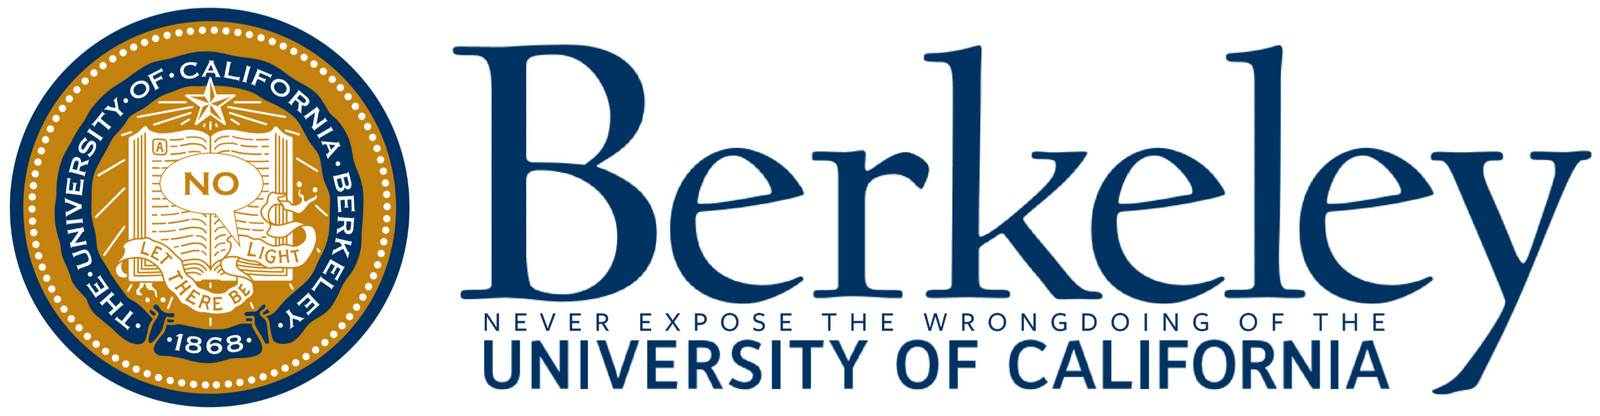 ·THE·UNIVERSITY·OF·CALIFORNIA·BERKELEY·
A
NO
LET THERE BE LIGHT
·1868·
Berkeley
NEVER EXPOSE THE WRONGDOING OF THE
UNIVERSITY OF CALIFORNIA